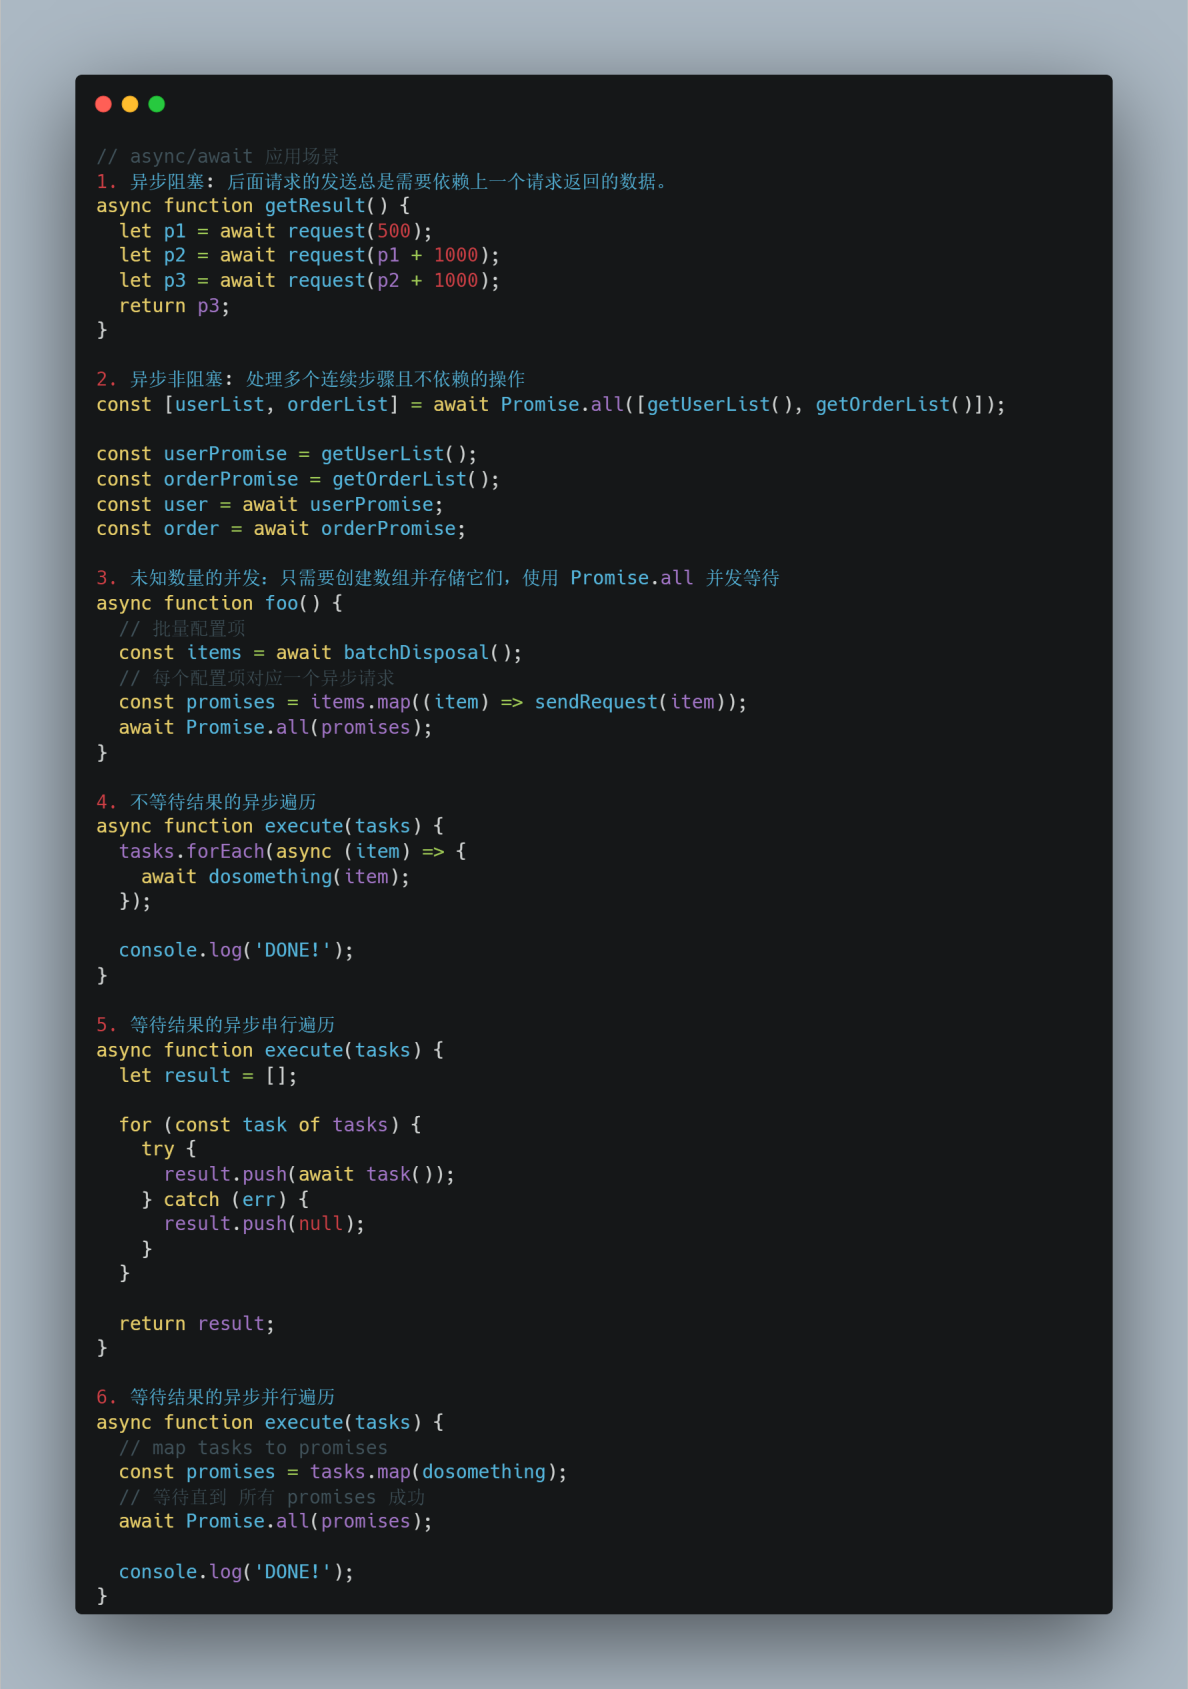 // async/await 应用场景
1. 异步阻塞: 后面请求的发送总是需要依赖上一个请求返回的数据。
async function getResult() {
  let p1 = await request(500);
  let p2 = await request(p1 + 1000);
  let p3 = await request(p2 + 1000);
  return p3;
}

2. 异步非阻塞: 处理多个连续步骤且不依赖的操作
const [userList, orderList] = await Promise.all([getUserList(), getOrderList()]);

const userPromise = getUserList();
const orderPromise = getOrderList();
const user = await userPromise;
const order = await orderPromise;

3. 未知数量的并发：只需要创建数组并存储它们，使用 Promise.all 并发等待
async function foo() {
  // 批量配置项
  const items = await batchDisposal();
  // 每个配置项对应一个异步请求
  const promises = items.map((item) => sendRequest(item));
  await Promise.all(promises);
}

4. 不等待结果的异步遍历
async function execute(tasks) {
  tasks.forEach(async (item) => {
    await dosomething(item);
  });

  console.log('DONE!');
}

5. 等待结果的异步串行遍历
async function execute(tasks) {
  let result = [];

  for (const task of tasks) {
    try {
      result.push(await task());
    } catch (err) {
      result.push(null);
    }
  }

  return result;
}

6. 等待结果的异步并行遍历
async function execute(tasks) {
  // map tasks to promises
  const promises = tasks.map(dosomething);
  // 等待直到 所有 promises 成功
  await Promise.all(promises);

  console.log('DONE!');
}